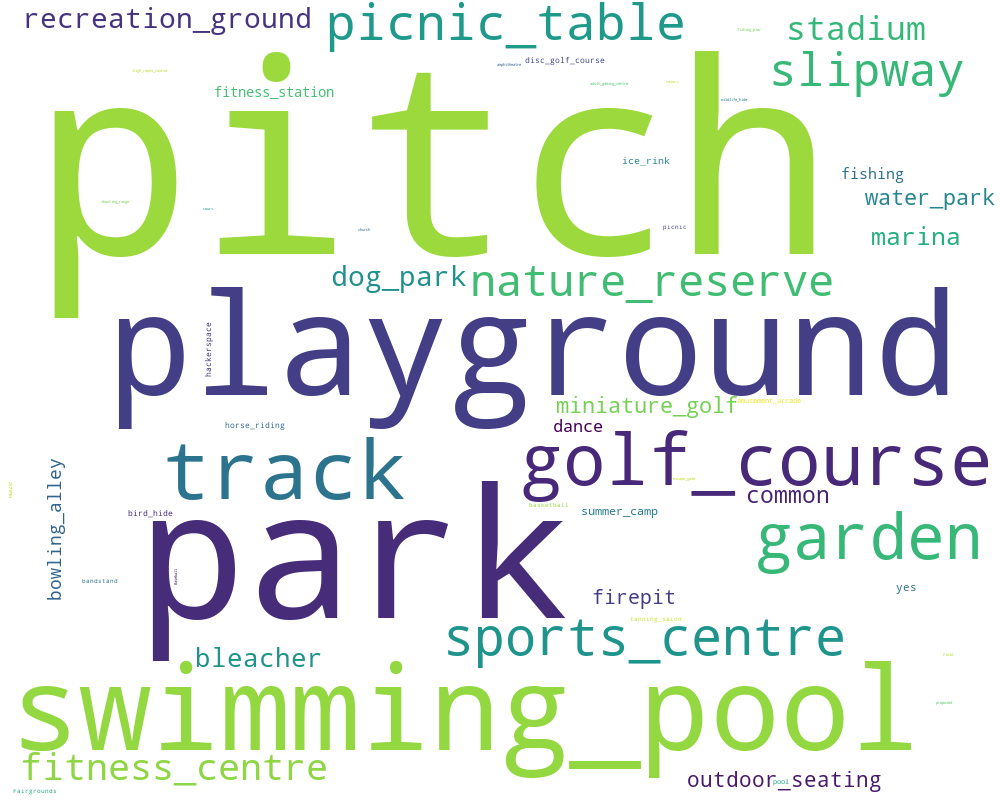 recreation_ground
picnic_table
stadium
slipway
disc_golf_course
fitness_station
pitch
ice_rink
fishing
water_park
picnic
marina
dog_park
nature_reserve
playground
hackerspace
miniature_golf
amusement_arcade
dance
horse_riding
track
golf_course
common
bowling_alley
bird_hide
basketball
summer_camp
garden
park
bandstand
yes
firepit
tanning_salon
sports_centre
bleacher
swimming_pool
fitness_centre
outdoor_seating
pool
Fairgrounds